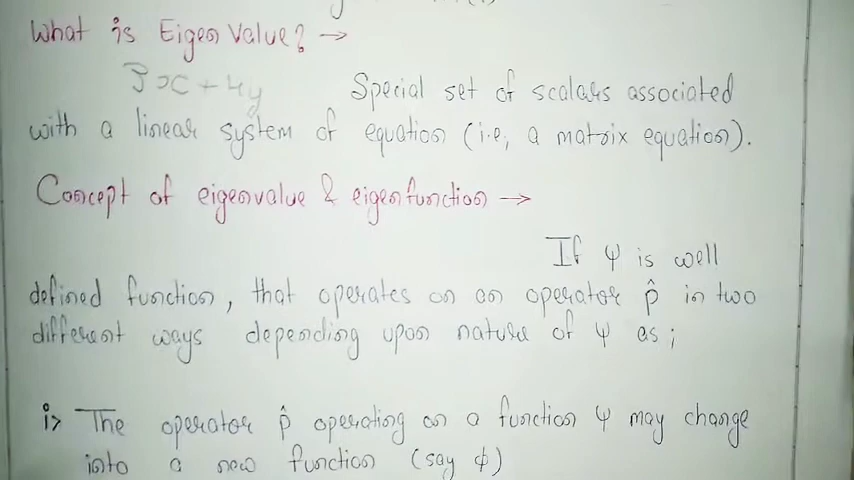 What is Eigen Value? →
3x + 4y Special set of scalars associated
with a linear system of equation (i.e; a matrix equation).
Concept of eigenvalue & eigenfunction →
If ψ is well
defined function, that operates on an operator p̂ in two
different ways depending upon nature of ψ as;
i> The operator p̂ operating on a function ψ may change
into a new function (say ϕ)